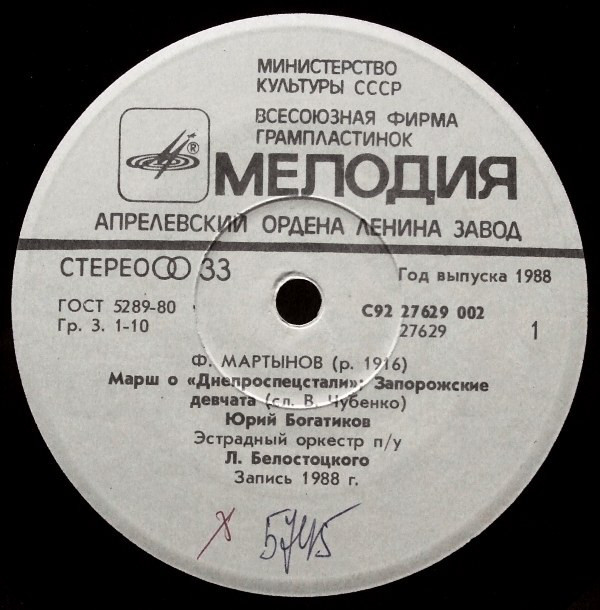 МИНИСТЕРСТВО
КУЛЬТУРЫ СССР
ВСЕСОЮЗНАЯ ФИРМА
ГРАМПЛАСТИНОК
®
МЕЛОДИЯ
АПРЕЛЕВСКИЙ ОРДЕНА ЛЕНИНА ЗАВОД
СТЕРЕО 33
Год выпуска 1988
ГОСТ 5289-80
Гр. 3. 1-10
С92 27629 002
27629
1
Ф. МАРТЫНОВ (р. 1916)
Марш о «Днепроспецстали»; Запорожские
девчата (сл. В. Чубенко)
Юрий Богатиков
Эстрадный оркестр п/у
Л. Белостоцкого
Запись 1988 г.
х 5745